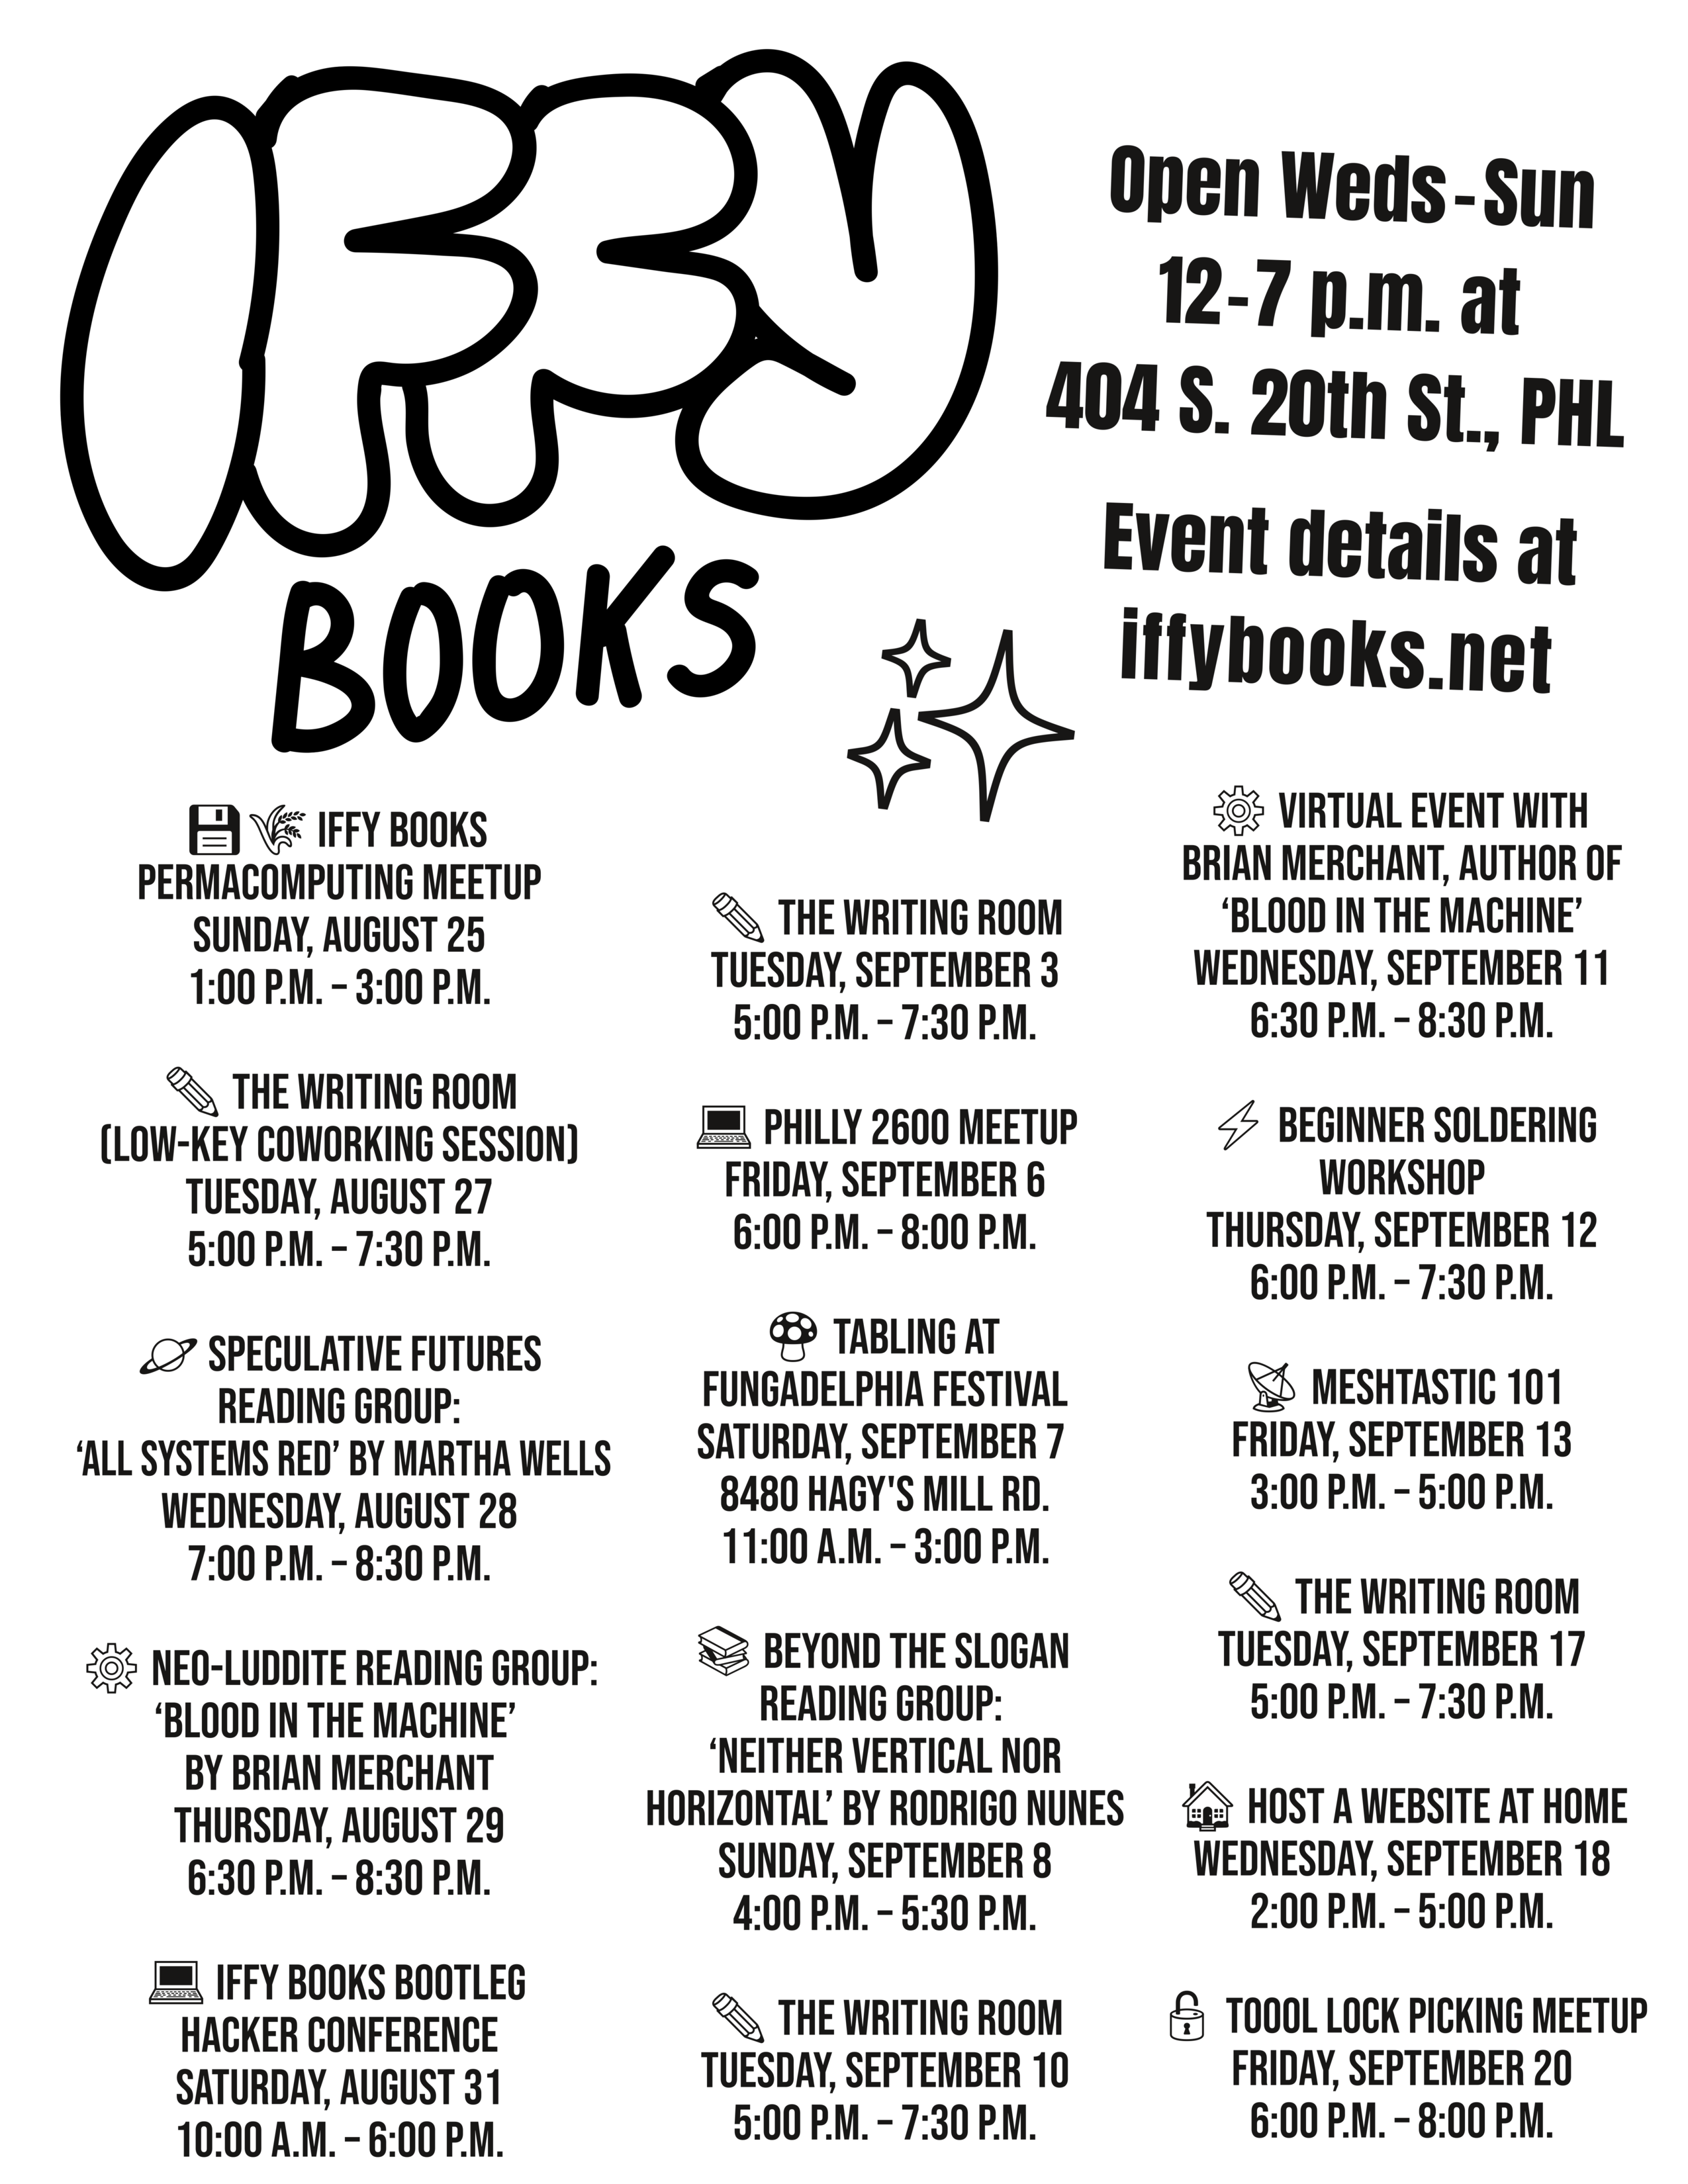 IFFY
BOOKS
Open Weds-Sun
12-7 p.m. at
404 S. 20th St., PHL
Event details at
iffybooks.net
IFFY BOOKS
PERMACOMPUTING MEETUP
SUNDAY, AUGUST 25
1:00 P.M. – 3:00 P.M.
THE WRITING ROOM
(LOW-KEY COWORKING SESSION)
TUESDAY, AUGUST 27
5:00 P.M. – 7:30 P.M.
SPECULATIVE FUTURES
READING GROUP:
‘ALL SYSTEMS RED’ BY MARTHA WELLS
WEDNESDAY, AUGUST 28
7:00 P.M. – 8:30 P.M.
NEO-LUDDITE READING GROUP:
‘BLOOD IN THE MACHINE’
BY BRIAN MERCHANT
THURSDAY, AUGUST 29
6:30 P.M. – 8:30 P.M.
IFFY BOOKS BOOTLEG
HACKER CONFERENCE
SATURDAY, AUGUST 31
10:00 A.M. – 6:00 P.M.
THE WRITING ROOM
TUESDAY, SEPTEMBER 3
5:00 P.M. – 7:30 P.M.
PHILLY 2600 MEETUP
FRIDAY, SEPTEMBER 6
6:00 P.M. – 8:00 P.M.
TABLING AT
FUNGADELPHIA FESTIVAL
SATURDAY, SEPTEMBER 7
8480 HAGY'S MILL RD.
11:00 A.M. – 3:00 P.M.
BEYOND THE SLOGAN
READING GROUP:
‘NEITHER VERTICAL NOR
HORIZONTAL’ BY RODRIGO NUNES
SUNDAY, SEPTEMBER 8
4:00 P.M. – 5:30 P.M.
THE WRITING ROOM
TUESDAY, SEPTEMBER 10
5:00 P.M. – 7:30 P.M.
VIRTUAL EVENT WITH
BRIAN MERCHANT, AUTHOR OF
‘BLOOD IN THE MACHINE’
WEDNESDAY, SEPTEMBER 11
6:30 P.M. – 8:30 P.M.
BEGINNER SOLDERING
WORKSHOP
THURSDAY, SEPTEMBER 12
6:00 P.M. – 7:30 P.M.
MESHTASTIC 101
FRIDAY, SEPTEMBER 13
3:00 P.M. – 5:00 P.M.
THE WRITING ROOM
TUESDAY, SEPTEMBER 17
5:00 P.M. – 7:30 P.M.
HOST A WEBSITE AT HOME
WEDNESDAY, SEPTEMBER 18
2:00 P.M. – 5:00 P.M.
TOOOL LOCK PICKING MEETUP
FRIDAY, SEPTEMBER 20
6:00 P.M. – 8:00 P.M.